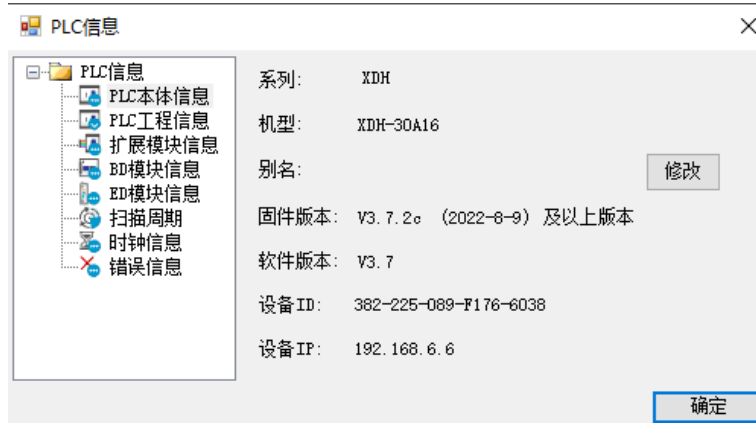 PLC信息
PLC信息
PLC本体信息
PLC工程信息
扩展模块信息
BD模块信息
ED模块信息
扫描周期
时钟信息
错误信息
系列: XDH
机型: XDH-30A16
别名: 修改
固件版本: V3.7.2c (2022-8-9) 及以上版本
软件版本: V3.7
设备ID: 382-225-089-F176-6038
设备IP: 192.168.6.6
确定